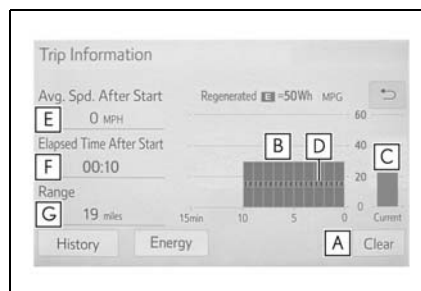 Trip Information
Avg. Spd. After Start
Regenerated E =50Wh MPG
E 0 MPH
60
Elapsed Time After Start
B D 40
C
F 00:10
20
Range
G 19 miles
15min 10 5 0 0 Current
History Energy A Clear